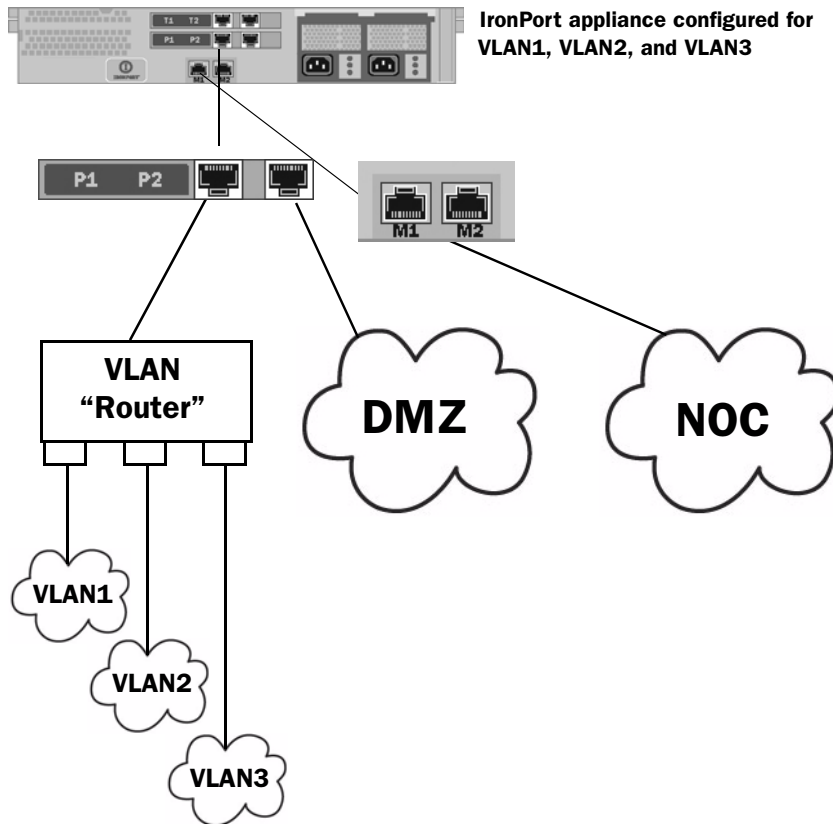 IronPort appliance configured for
VLAN1, VLAN2, and VLAN3
T1 T2
P1 P2
IRONPORT
M1 M2
P1 P2
M1 M2
VLAN
“Router”
DMZ
NOC
VLAN1
VLAN2
VLAN3